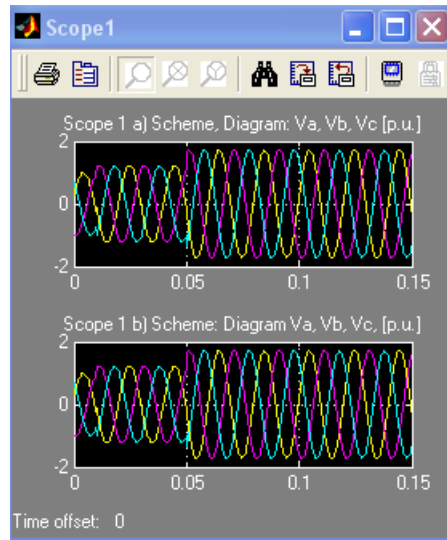 Scope1
Scope 1 a) Scheme, Diagram: Va, Vb, Vc [p.u.]
2
0
-2
0 0.05 0.1 0.15
Scope 1 b) Scheme: Diagram Va, Vb, Vc, [p.u.]
2
0
-2
0 0.05 0.1 0.15
Time offset: 0